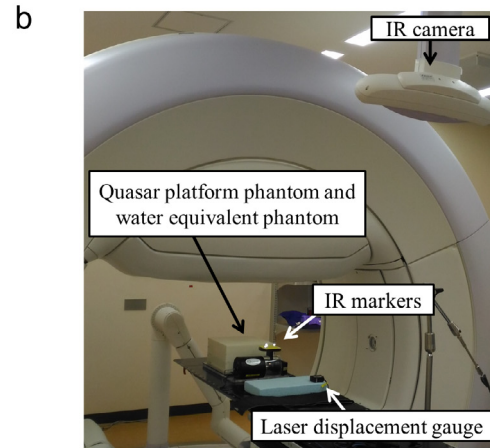 b
IR camera
Quasar platform phantom and
water equivalent phantom
IR markers
Laser displacement gauge